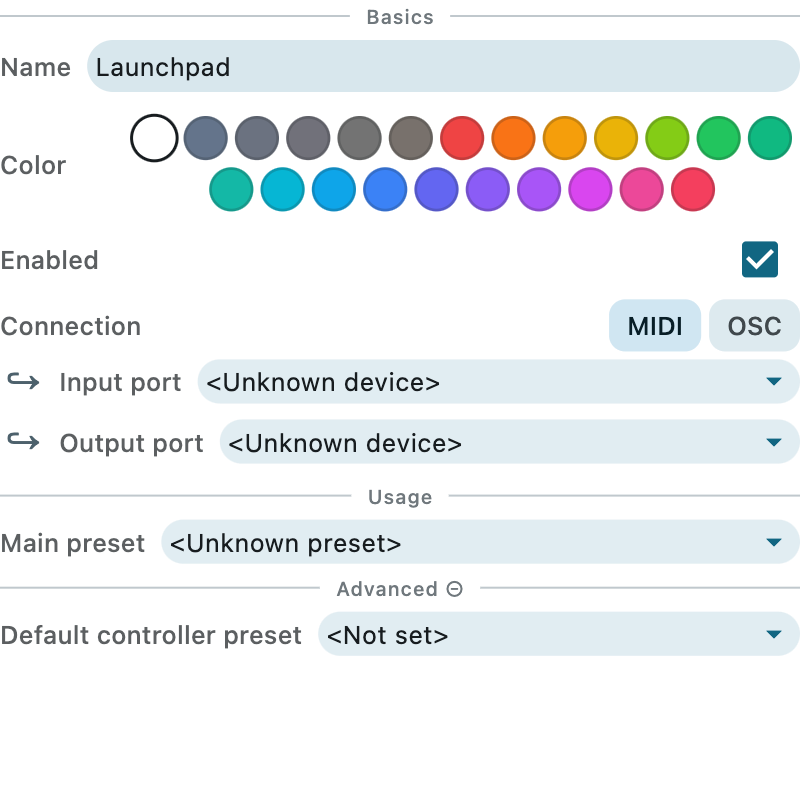 Basics
Name Launchpad
Color
Enabled
Connection MIDI OSC
Input port <Unknown device>
Output port <Unknown device>
Usage
Main preset <Unknown preset>
Advanced
Default controller preset <Not set>